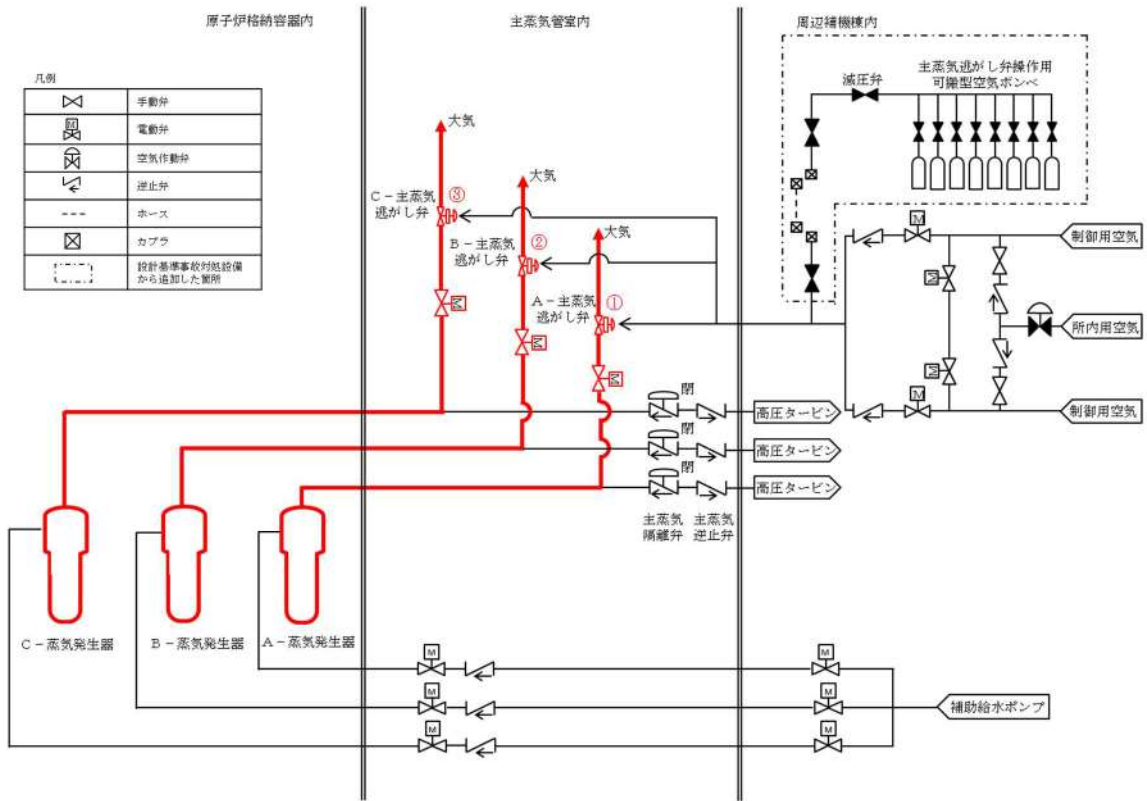 原子炉格納容器内
主蒸気管室内
周辺補機棟内
凡例
手動弁
M
電動弁
空気作動弁
逆止弁
ホース
カプラ
設計基準事故対処設備
から追加した箇所
減圧弁
主蒸気逃がし弁操作用
可搬型空気ボンベ
大気
C－主蒸気
逃がし弁
③
大気
B－主蒸気
逃がし弁
②
大気
A－主蒸気
逃がし弁
①
M
M
M
M
制御用空気
M
所内用空気
M
M
制御用空気
閉
高圧タービン
閉
高圧タービン
閉
高圧タービン
主蒸気
隔離弁
主蒸気
逆止弁
C－蒸気発生器
B－蒸気発生器
A－蒸気発生器
M
M
M
M
補助給水ポンプ
M
M